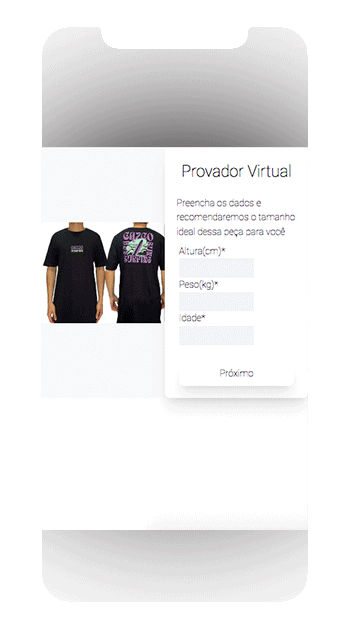 Provador Virtual
Preencha os dados e
recomendaremos o tamanho
ideal dessa peça para você
Altura(cm)*
Peso(kg)*
Idade*
Próximo